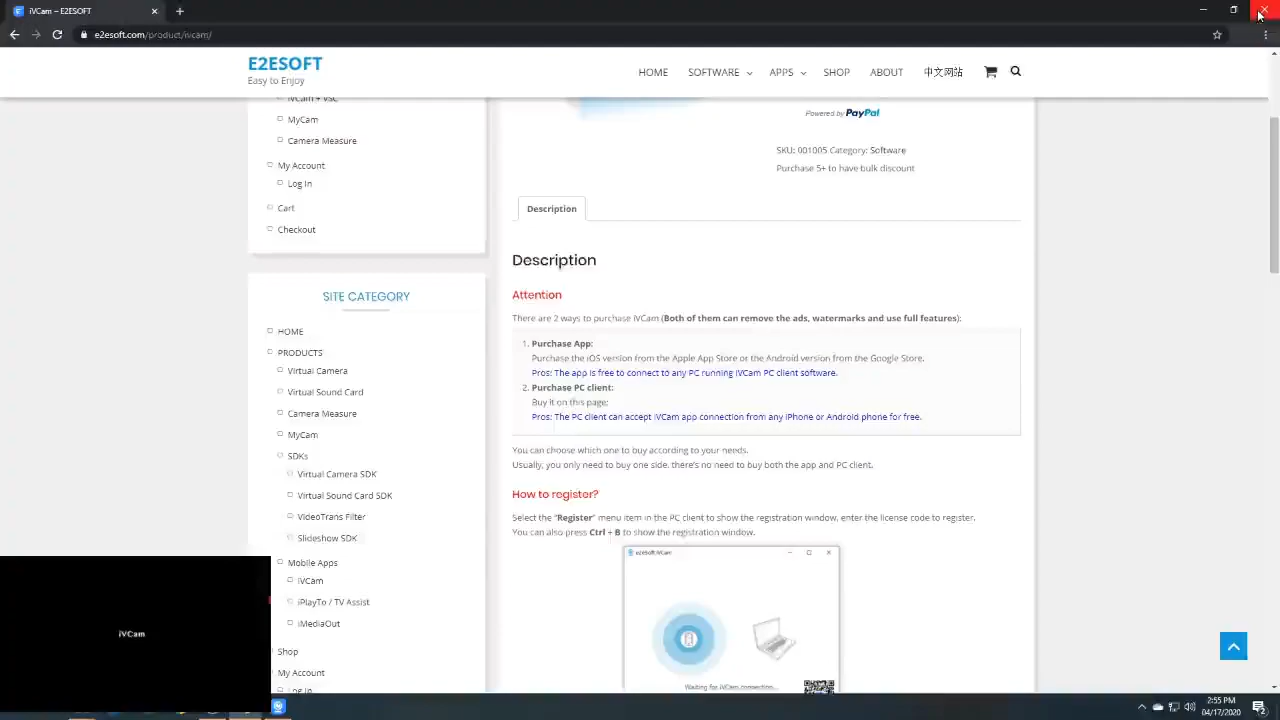 iVCam – E2ESOFT
e2esoft.com/product/ivcam/
E2ESOFT
Easy to Enjoy
HOME SOFTWARE APPS SHOP ABOUT 中文网站
iVCam + VSC
MyCam
Camera Measure
My Account
Log In
Cart
Checkout
SITE CATEGORY
HOME
PRODUCTS
Virtual Camera
Virtual Sound Card
Camera Measure
MyCam
SDKs
Virtual Camera SDK
Virtual Sound Card SDK
VideoTrans Filter
Slideshow SDK
Mobile Apps
iVCam
iPlayTo / TV Assist
iMediaOut
Shop
My Account
Log In
Powered by PayPal
SKU: 001005 Category: Software
Purchase 5+ to have bulk discount
Description
Description
Attention
There are 2 ways to purchase iVCam (Both of them can remove the ads, watermarks and use full features):
1. Purchase App:
Purchase the iOS version from the Apple App Store or the Android version from the Google Store.
Pros: The app is free to connect to any PC running iVCam PC client software.
2. Purchase PC client:
Buy it on this page;
Pros: The PC client can accept iVCam app connection from any iPhone or Android phone for free.
You can choose which one to buy according to your needs.
Usually, you only need to buy one side, there's no need to buy both the app and PC client.
How to register?
Select the "Register" menu item in the PC client to show the registration window, enter the license code to register.
You can also press Ctrl + B to show the registration window.
e2eSoft iVCam
Waiting for iVCam connection...
iVCam
2:55 PM
04/17/2020
2